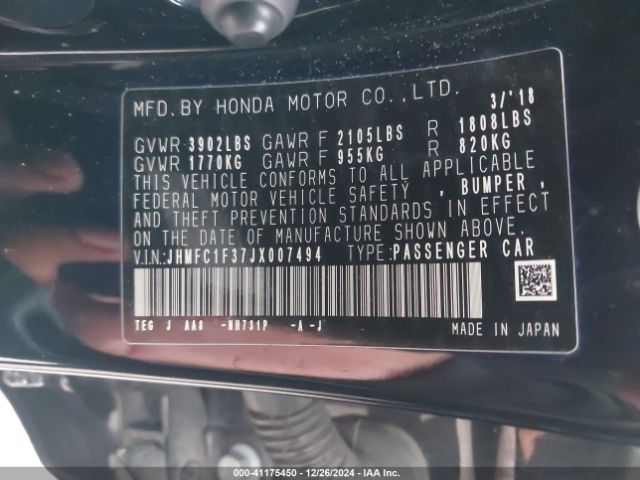 MFD.BY HONDA MOTOR CO.,LTD. 3/'18
GVWR 3902LBS GAWR F 2105LBS R 1808LBS
GVWR 1770KG GAWR F 955KG R 820KG
THIS VEHICLE CONFORMS TO ALL APPLICABLE
FEDERAL MOTOR VEHICLE SAFETY , BUMPER ,
AND THEFT PREVENTION STANDARDS IN EFFECT
ON THE DATE OF MANUFACTURE SHOWN ABOVE.
V.I.N.:JHMFC1F37JX007494 TYPE:PASSENGER CAR
TEG J AA0 -NH731P -A -J MADE IN JAPAN
000-41175450 | 12/26/2024 | IAA Inc.